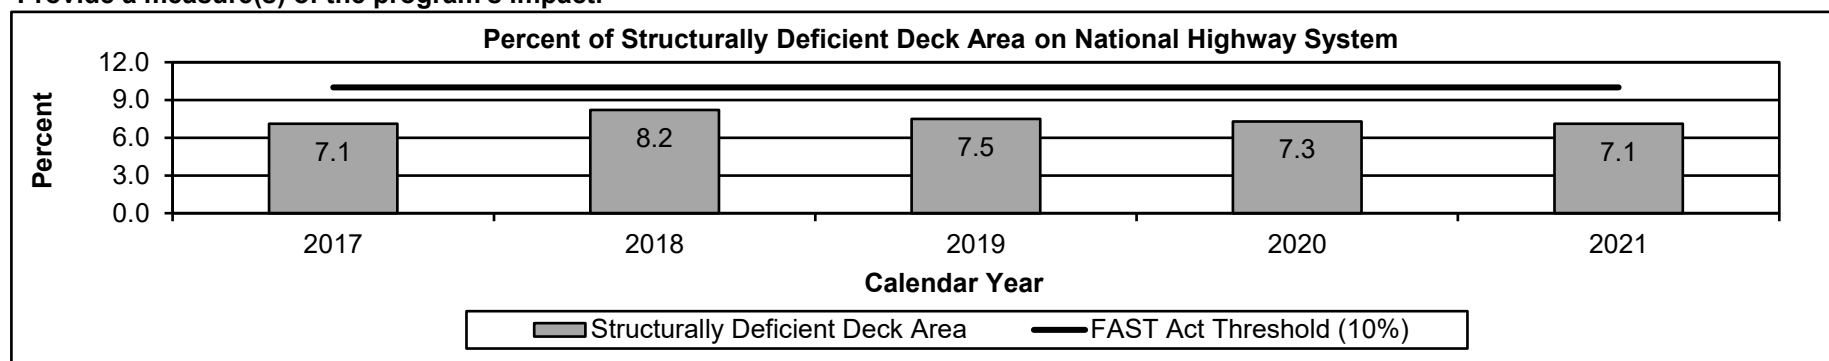 Provide a measure(s) of the program's impact.
Percent of Structurally Deficient Deck Area on National Highway System
12.0
9.0
6.0
3.0
0.0
Percent
7.1
8.2
7.5
7.3
7.1
2017
2018
2019
2020
2021
Calendar Year
Structurally Deficient Deck Area
FAST Act Threshold (10%)